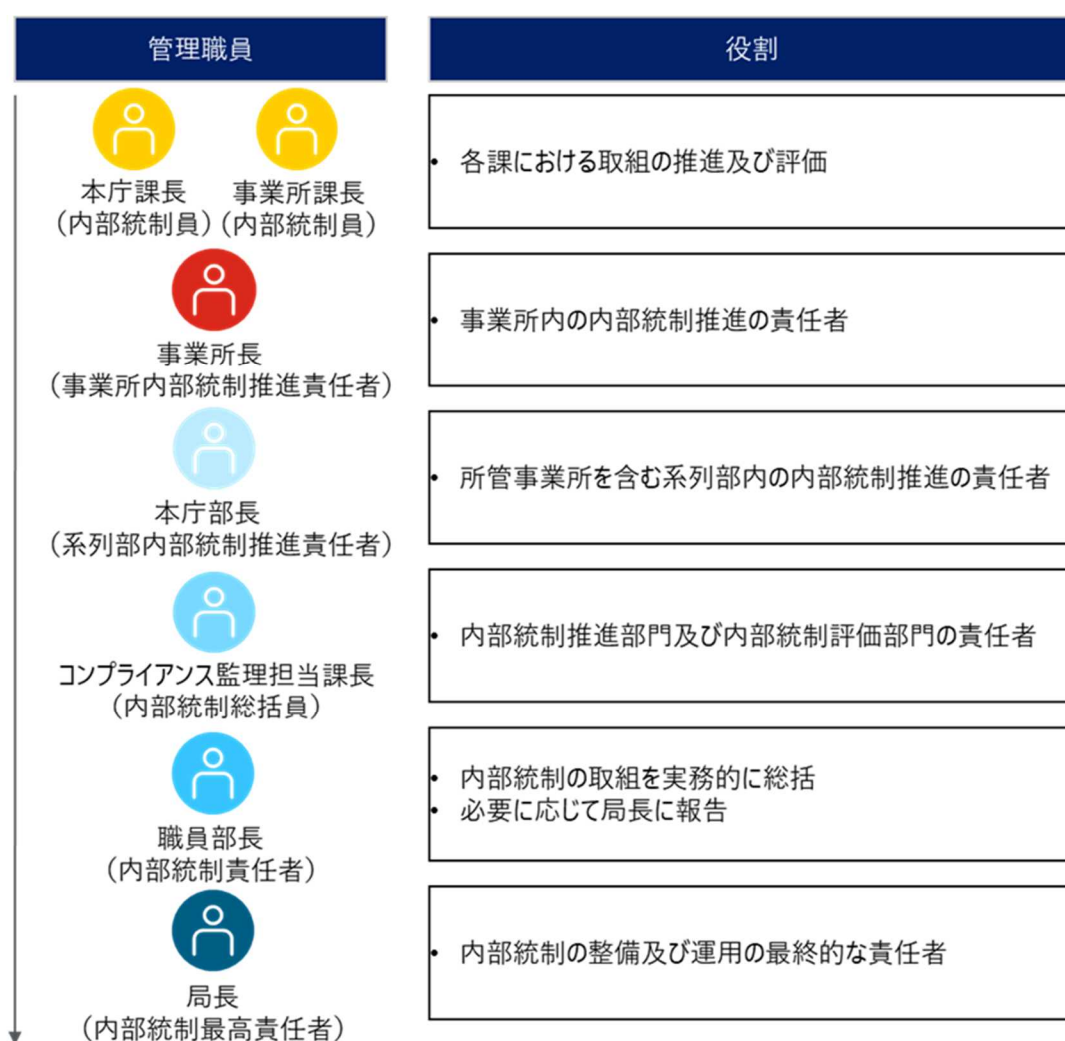 管理職員
役割
本庁課長
(内部統制員)
事業所課長
(内部統制員)
• 各課における取組の推進及び評価
事業所長
(事業所内部統制推進責任者)
• 事業所内の内部統制推進の責任者
本庁部長
(系列部内部統制推進責任者)
• 所管事業所を含む系列部内の内部統制推進の責任者
コンプライアンス監理担当課長
(内部統制総括員)
• 内部統制推進部門及び内部統制評価部門の責任者
職員部長
(内部統制責任者)
• 内部統制の取組を実務的に総括
• 必要に応じて局長に報告
局長
(内部統制最高責任者)
• 内部統制の整備及び運用の最終的な責任者